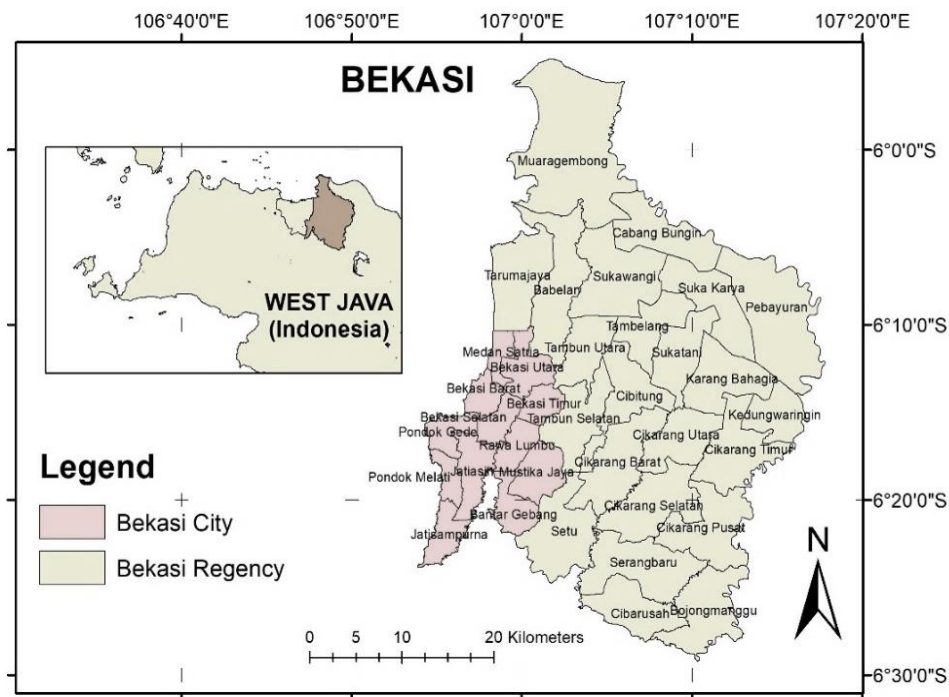 106°40'0"E
106°50'0"E
107°0'0"E
107°10'0"E
107°20'0"E
BEKASI
6°0'0"S
6°10'0"S
6°20'0"S
6°30'0"S
WEST JAVA
(Indonesia)
Muaragembong
Cabang Bungin
Tarumajaya
Babelan
Sukawangi
Suka Karya
Pebayuran
Tambelang
Medan Satria
Tambun Utara
Sukatani
Bekasi Utara
Karang Bahagia
Bekasi Barat
Cibitung
Bekasi Timur
Bekasi Selatan
Tambun Selatan
Kedungwaringin
Pondok Gede
Cikarang Utara
Rawa Lumbu
Cikarang Timur
Cikarang Barat
Pondok Melati
Jatiasih
Mustika Jaya
Cikarang Selatan
Bantar Gebang
Cikarang Pusat
Jatisampurna
Setu
Serangbaru
Cibarusah
Bojongmanggu
Legend
Bekasi City
Bekasi Regency
N
0 5 10 20 Kilometers